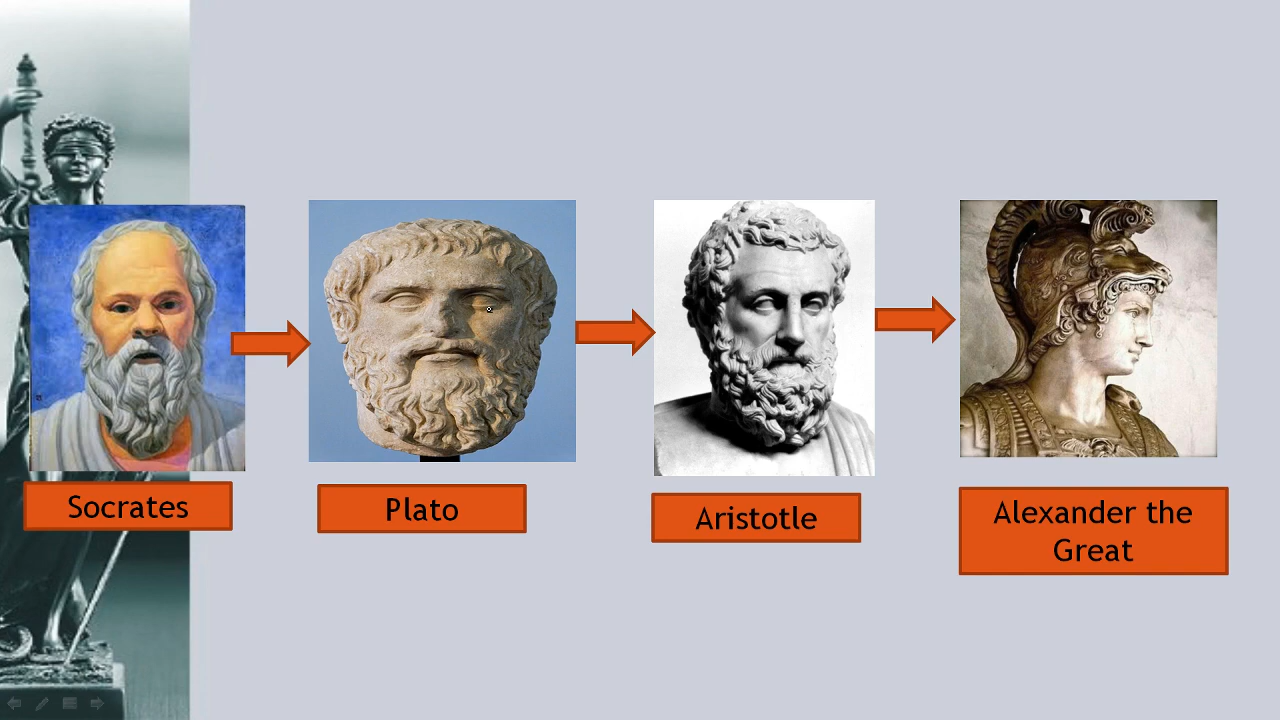 Socrates
Plato
Aristotle
Alexander the
Great